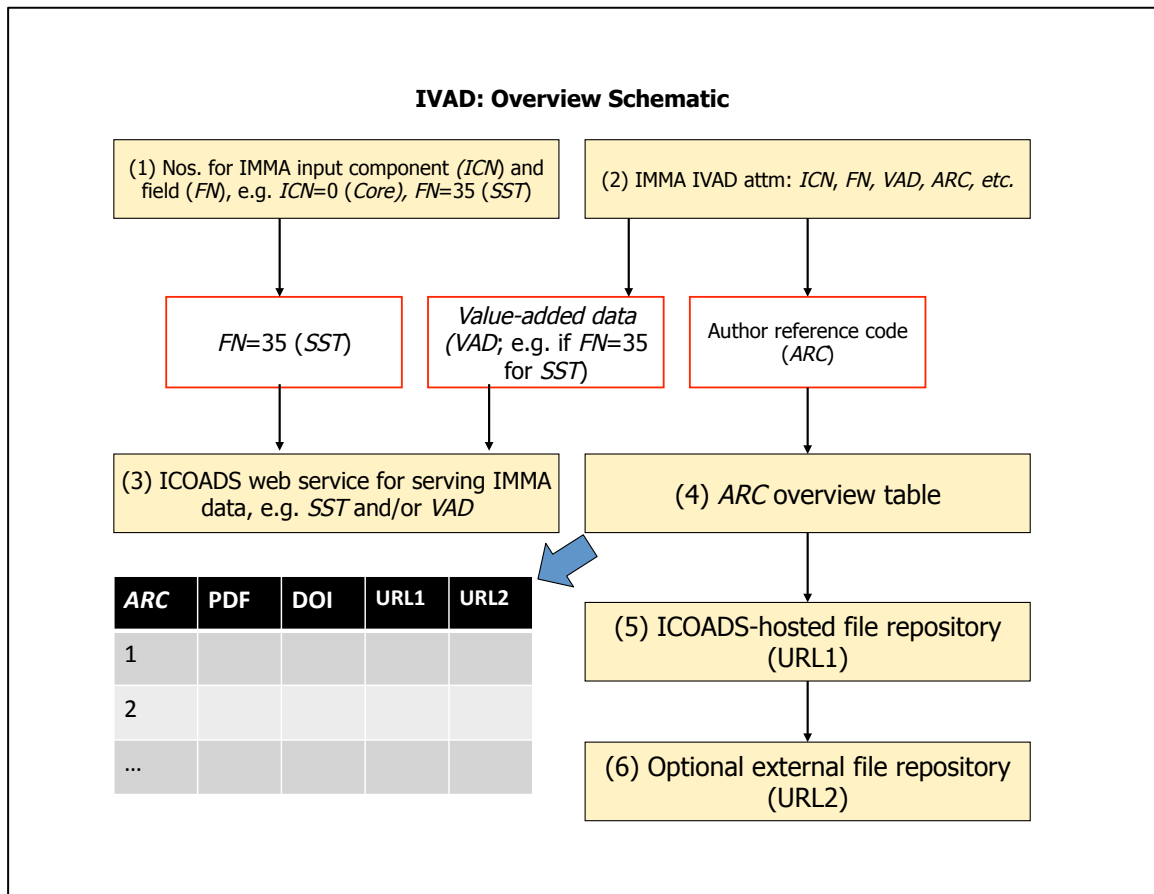 IVAD: Overview Schematic
(1) Nos. for IMMA input component (ICN) and
field (FN), e.g. ICN=0 (Core), FN=35 (SST)
(2) IMMA IVAD attm: ICN, FN, VAD, ARC, etc.
FN=35 (SST)
Value-added data
(VAD; e.g. if FN=35
for SST)
Author reference code
(ARC)
(3) ICOADS web service for serving IMMA
data, e.g. SST and/or VAD
(4) ARC overview table
ARC PDF DOI URL1 URL2
1
2
...
(5) ICOADS-hosted file repository
(URL1)
(6) Optional external file repository
(URL2)